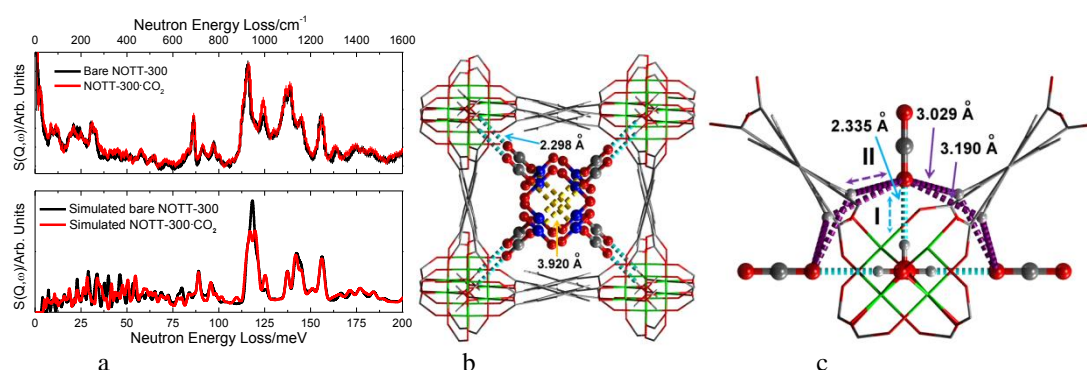 Neutron Energy Loss/cm⁻¹
0 200 400 600 800 1000 1200 1400 1600
S(Q,ω)/Arb. Units
Bare NOTT-300
NOTT-300·CO₂
S(Q,ω)/Arb. Units
Simulated bare NOTT-300
Simulated NOTT-300·CO₂
0 25 50 75 100 125 150 175 200
Neutron Energy Loss/meV
a
2.298 Å
3.920 Å
b
2.335 Å
3.029 Å
3.190 Å
II
I
c